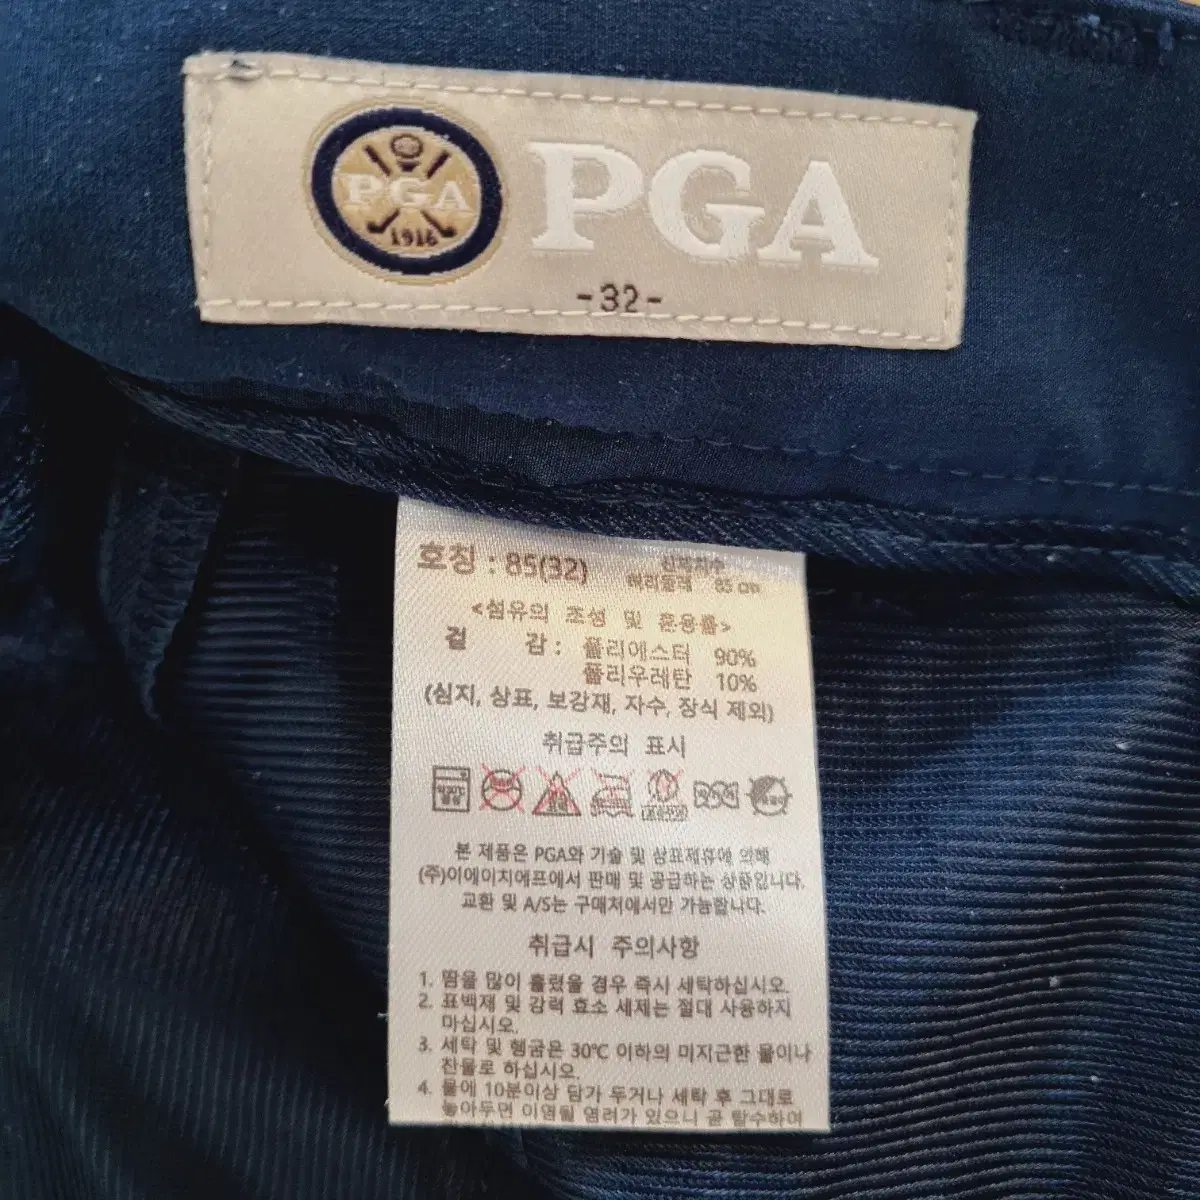 PGA
1916
PGA
-32-
호칭 : 85(32)
신체치수
허리둘레 85 cm
<섬유의 조성 및 혼용률>
겉 감 : 폴리에스터 90%
폴리우레탄 10%
(심지, 상표, 보강재, 자수, 장식 제외)
취급주의 표시
본 제품은 PGA와 기술 및 상표제휴에 의해
(주)이에이치에프에서 판매 및 공급하는 상품입니다.
교환 및 A/S는 구매처에서만 가능합니다.
취급시 주의사항
1. 땀을 많이 흘렸을 경우 즉시 세탁하십시오.
2. 표백제 및 강력 효소 세제는 절대 사용하지
마십시오.
3. 세탁 및 헹굼은 30℃ 이하의 미지근한 물이나
찬물로 하십시오.
4. 물에 10분이상 담가 두거나 세탁 후 그대로
놓아두면 이염될 염려가 있으니 곧 탈수하여